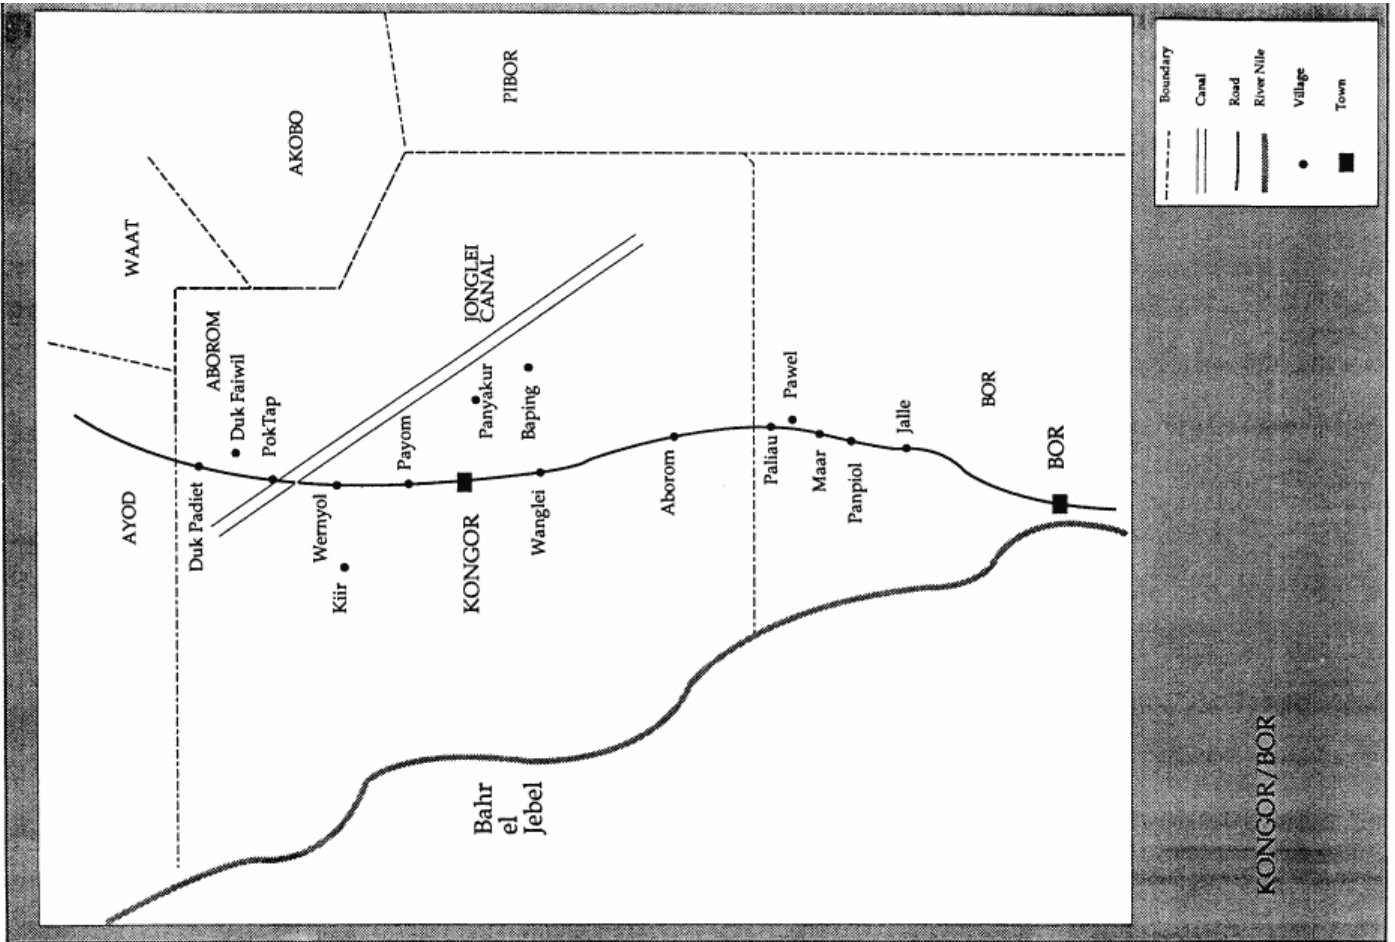 PIBOR
AKOBO
WAAT
JONGLEI
CANAL
ABOROM
Duk Faiwil
PokTap
Payom
Panyakur
Baping
Pawel
Jalle
BOR
BOR
AYOD
Duk Padiet
Wernyol
Kiir
KONGOR
Wanglei
Aborom
Paliau
Maar
Panpiol
Bahr
el
Jebel
Boundary
Canal
Road
River Nile
Village
Town
KONGOR/BOR